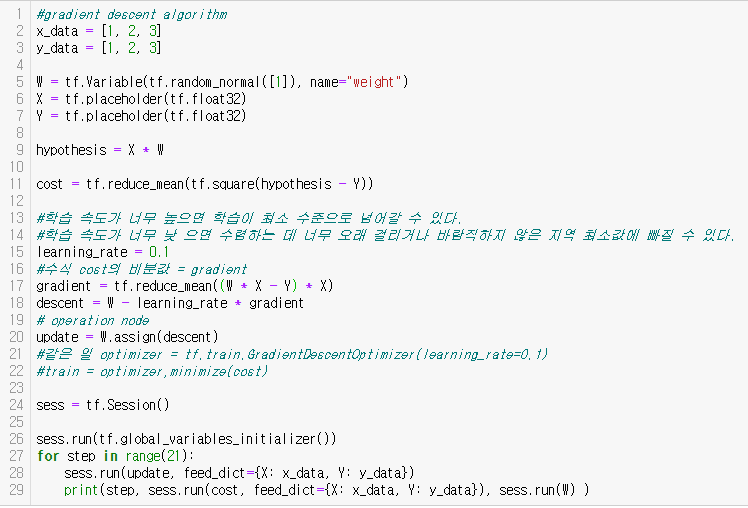 1 #gradient descent algorithm
2 x_data = [1, 2, 3]
3 y_data = [1, 2, 3]
4
5 W = tf.Variable(tf.random_normal([1]), name="weight")
6 X = tf.placeholder(tf.float32)
7 Y = tf.placeholder(tf.float32)
8
9 hypothesis = X * W
10
11 cost = tf.reduce_mean(tf.square(hypothesis - Y))
12
13 #학습 속도가 너무 높으면 학습이 최소 수준으로 넘어갈 수 있다.
14 #학습 속도가 너무 낮 으면 수렴하는 데 너무 오래 걸리거나 바람직하지 않은 지역 최소값에 빠질 수 있다.
15 learning_rate = 0.1
16 #수식 cost의 미분값 = gradient
17 gradient = tf.reduce_mean((W * X - Y) * X)
18 descent = W - learning_rate * gradient
19 # operation node
20 update = W.assign(descent)
21 #같은 일 optimizer = tf.train.GradientDescentOptimizer(learning_rate=0.1)
22 #train = optimizer.minimize(cost)
23
24 sess = tf.Session()
25
26 sess.run(tf.global_variables_initializer())
27 for step in range(21):
28     sess.run(update, feed_dict={X: x_data, Y: y_data})
29     print(step, sess.run(cost, feed_dict={X: x_data, Y: y_data}), sess.run(W) )